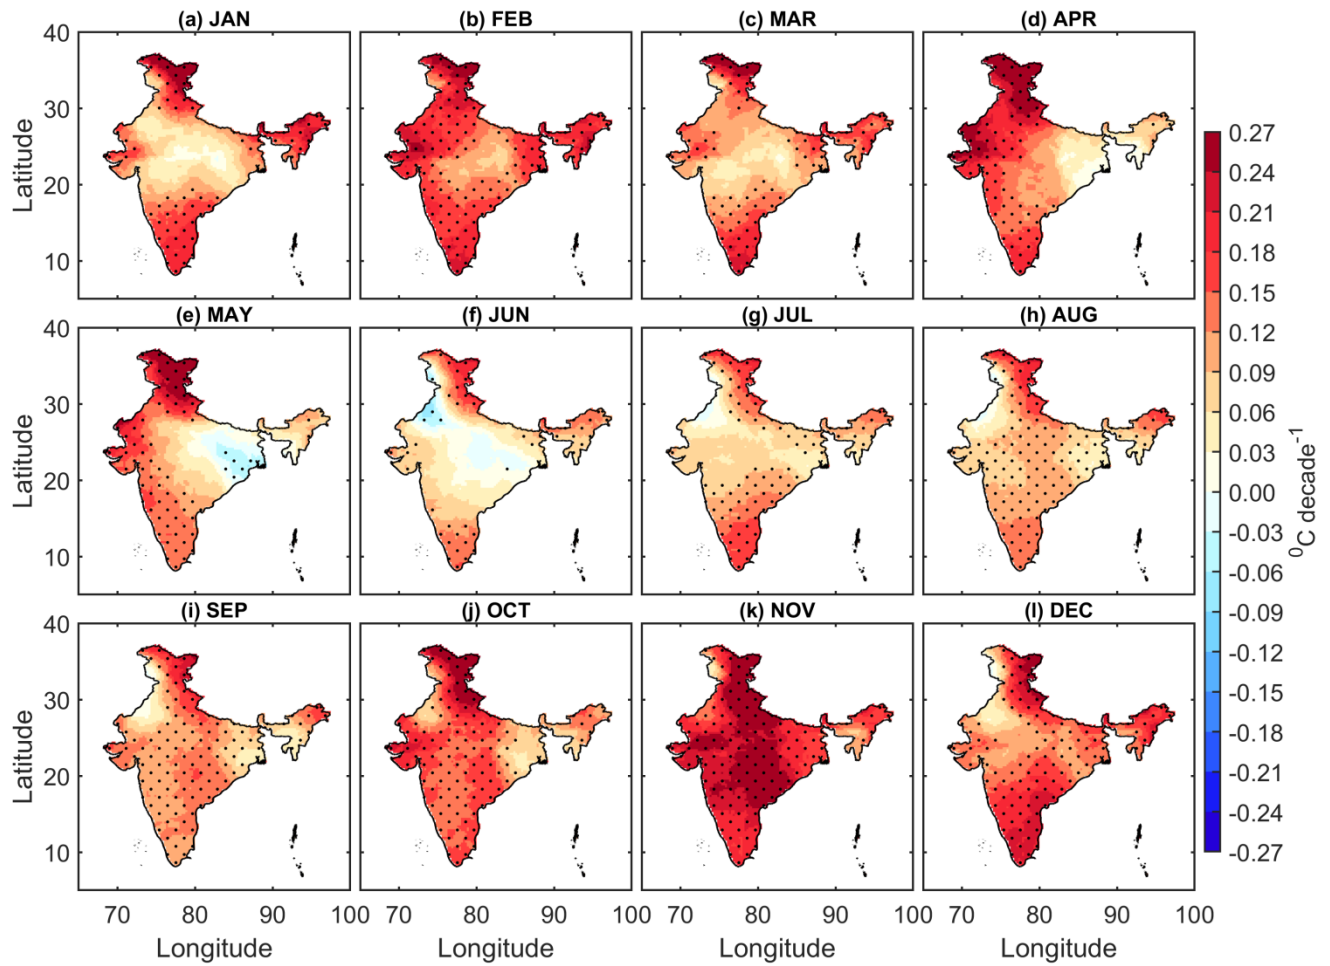 (a) JAN
(b) FEB
(c) MAR
(d) APR
40
30
20
10
Latitude
(e) MAY
(f) JUN
(g) JUL
(h) AUG
40
30
20
10
Latitude
(i) SEP
(j) OCT
(k) NOV
(l) DEC
40
30
20
10
Latitude
70 80 90 100
70 80 90 100
70 80 90 100
70 80 90 100
Longitude
Longitude
Longitude
Longitude
0.27
0.24
0.21
0.18
0.15
0.12
0.09
0.06
0.03
0.00
-0.03
-0.06
-0.09
-0.12
-0.15
-0.18
-0.21
-0.24
-0.27
⁰C decade⁻¹